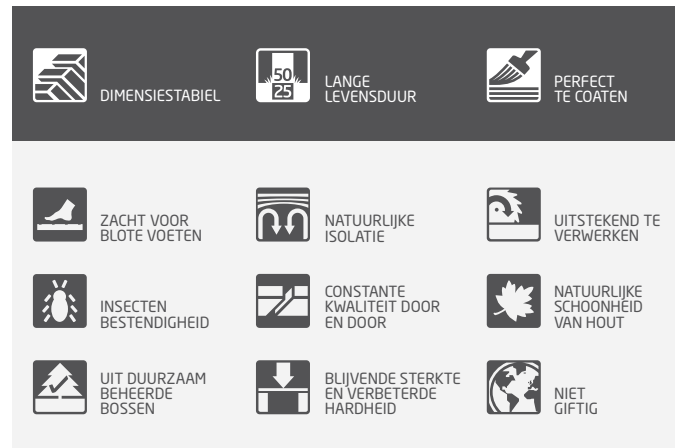 DIMENSIESTABIEL
50
25
LANGE
LEVENSDUUR
PERFECT
TE COATEN
ZACHT VOOR
BLOTE VOETEN
NATUURLIJKE
ISOLATIE
UITSTEKEND TE
VERWERKEN
INSECTEN
BESTENDIGHEID
CONSTANTE
KWALITEIT DOOR
EN DOOR
NATUURLIJKE
SCHOONHEID
VAN HOUT
UIT DUURZAAM
BEHEERDE
BOSSEN
BLIJVENDE STERKTE
EN VERBETERDE
HARDHEID
NIET
GIFTIG